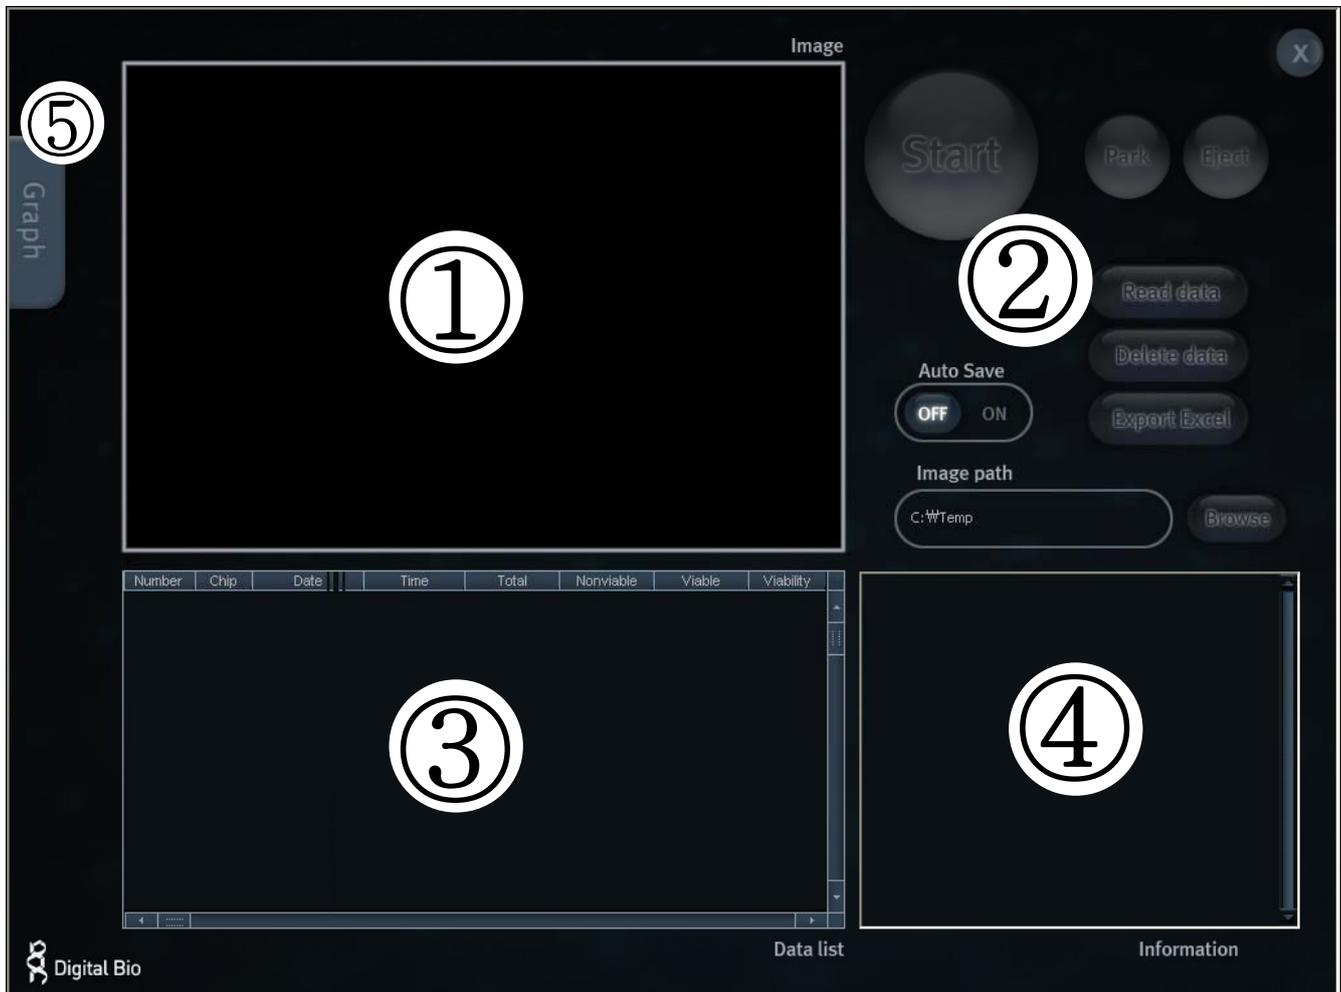 Image
X
⑤
Graph
①
Start
Park
Eject
②
Read data
Delete data
Export Excel
Auto Save
OFF ON
Image path
C:₩Temp
Browse
Number Chip Date Time Total Nonviable Viable Viability
③
④
Data list
Information
Digital Bio